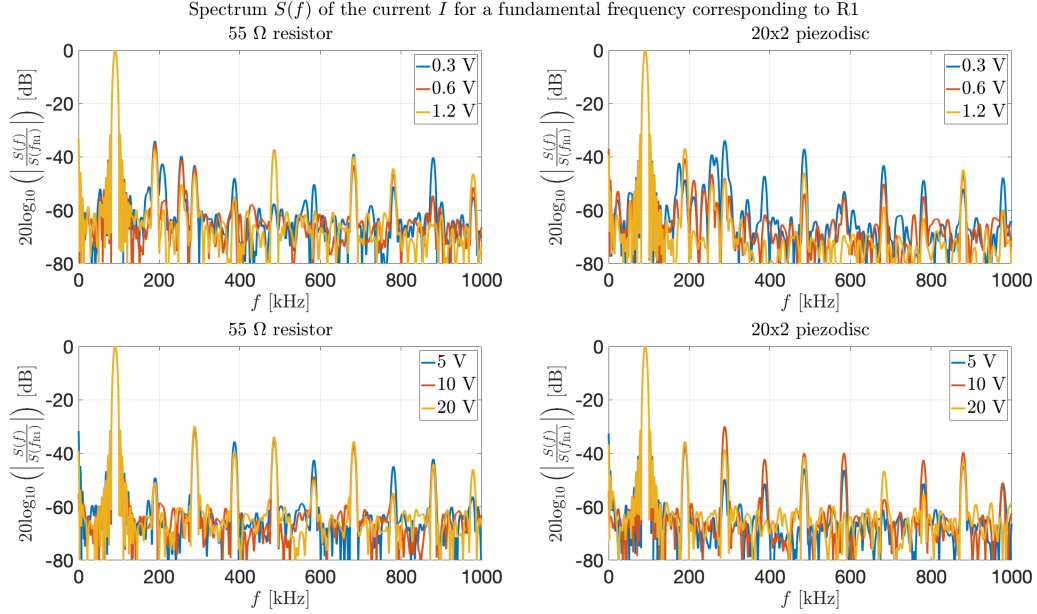 Spectrum S(f) of the current I for a fundamental frequency corresponding to R1
55 Ω resistor
0
-20
-40
-60
-80
20log₁₀ (|S(f)/S(f_R1)|) [dB]
0 200 400 600 800 1000
f [kHz]
0.3 V
0.6 V
1.2 V
20x2 piezodisc
0
-20
-40
-60
-80
20log₁₀ (|S(f)/S(f_R1)|) [dB]
0 200 400 600 800 1000
f [kHz]
0.3 V
0.6 V
1.2 V
55 Ω resistor
0
-20
-40
-60
-80
20log₁₀ (|S(f)/S(f_R1)|) [dB]
0 200 400 600 800 1000
f [kHz]
5 V
10 V
20 V
20x2 piezodisc
0
-20
-40
-60
-80
20log₁₀ (|S(f)/S(f_R1)|) [dB]
0 200 400 600 800 1000
f [kHz]
5 V
10 V
20 V